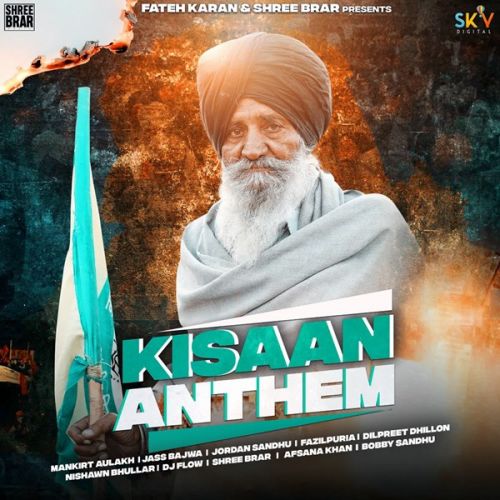 SHREE
BRAR
FATEH KARAN & SHREE BRAR PRESENTS
SKY
DIGITAL
KISAAN
ANTHEM
MANKIRT AULAKH | JASS BAJWA | JORDAN SANDHU | FAZILPURIA | DILPREET DHILLON
NISHAWN BHULLAR | DJ FLOW | SHREE BRAR | AFSANA KHAN | BOBBY SANDHU